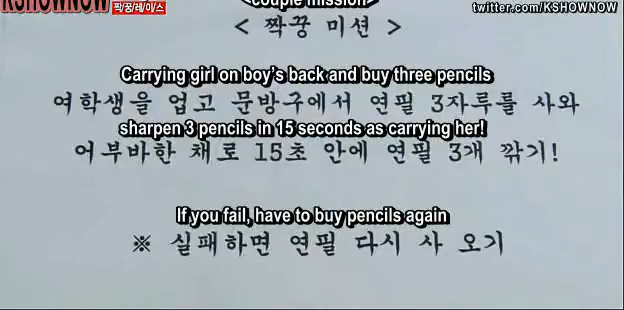 KSHOWNOW
짝꿍레이스
twitter.com/KSHOWNOW
<couple mission>
< 짝꿍 미션 >
Carrying girl on boy's back and buy three pencils
여학생을 업고 문방구에서 연필 3자루를 사와
sharpen 3 pencils in 15 seconds as carrying her!
어부바한 채로 15초 안에 연필 3개 깎기!
If you fail, have to buy pencils again
※ 실패하면 연필 다시 사 오기